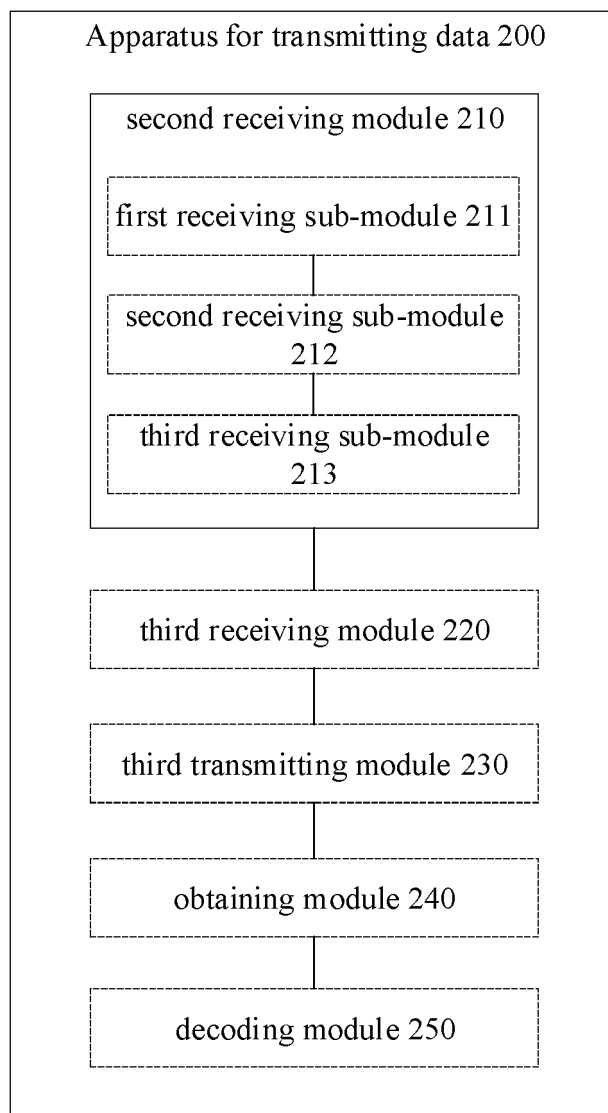 Apparatus for transmitting data 200
second receiving module 210
first receiving sub-module 211
second receiving sub-module
212
third receiving sub-module
213
third receiving module 220
third transmitting module 230
obtaining module 240
decoding module 250